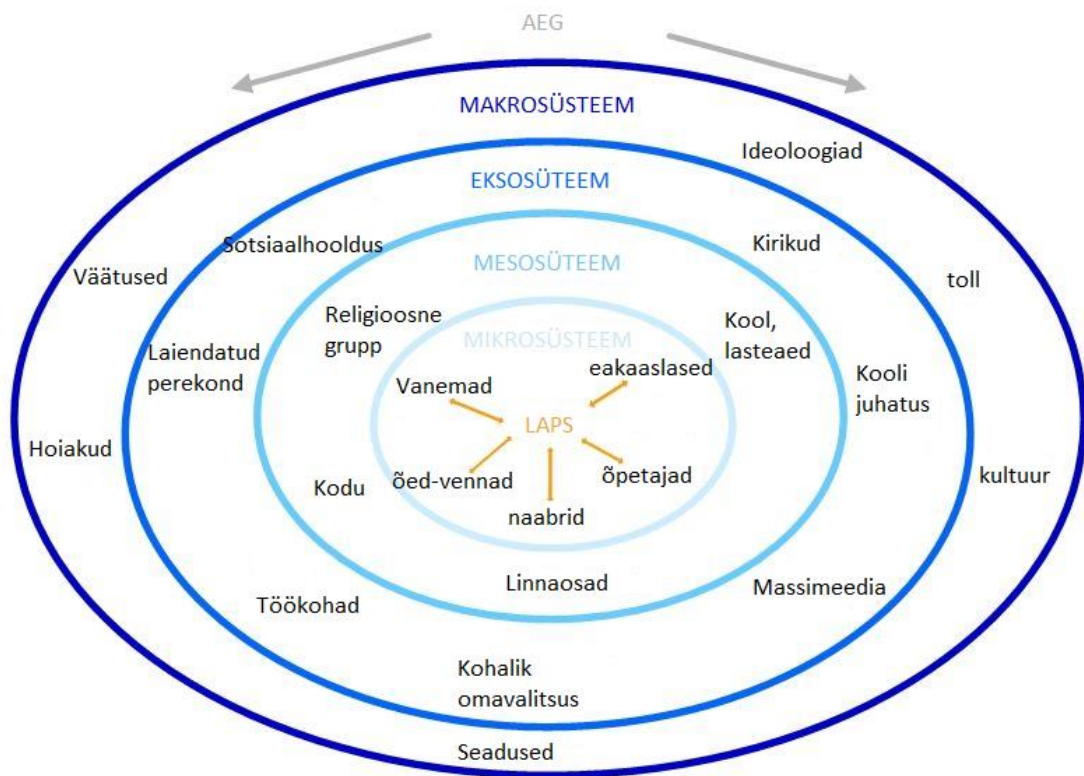 AEG
MAKROSÜSTEEM
Ideoloogiad
EKSOSÜTEEM
Sotsiaalhooldus
Kirikud
MESOSÜTEEM
Väätused
toll
Religioosne
grupp
Kool,
lasteaed
MIKROSÜSTEEM
Laiendatud
perekond
eakaaslased
Vanemad
Kooli
juhatus
LAPS
Hoiakud
õed-vennad
õpetajad
kultuur
Kodu
naabrid
Linnaosad
Massimeedia
Töökohad
Kohalik
omavalitsus
Seadused